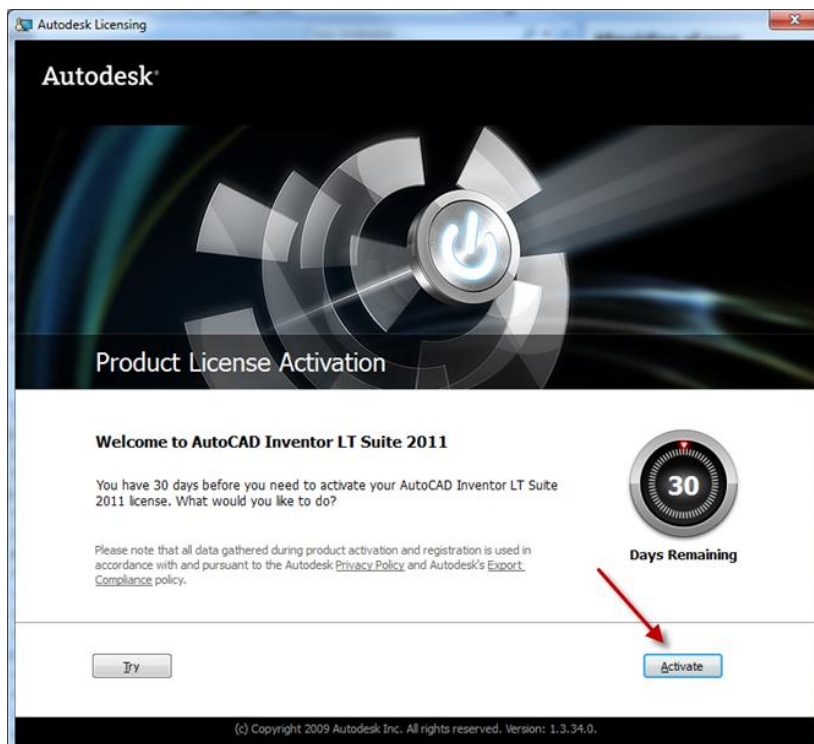 Autodesk Licensing
Autodesk®
Product License Activation
Welcome to AutoCAD Inventor LT Suite 2011
You have 30 days before you need to activate your AutoCAD Inventor LT Suite
2011 license. What would you like to do?
30
Days Remaining
Please note that all data gathered during product activation and registration is used in
accordance with and pursuant to the Autodesk Privacy Policy and Autodesk's Export
Compliance policy.
Try
Activate
(c) Copyright 2009 Autodesk Inc. All rights reserved. Version: 1.3.34.0.